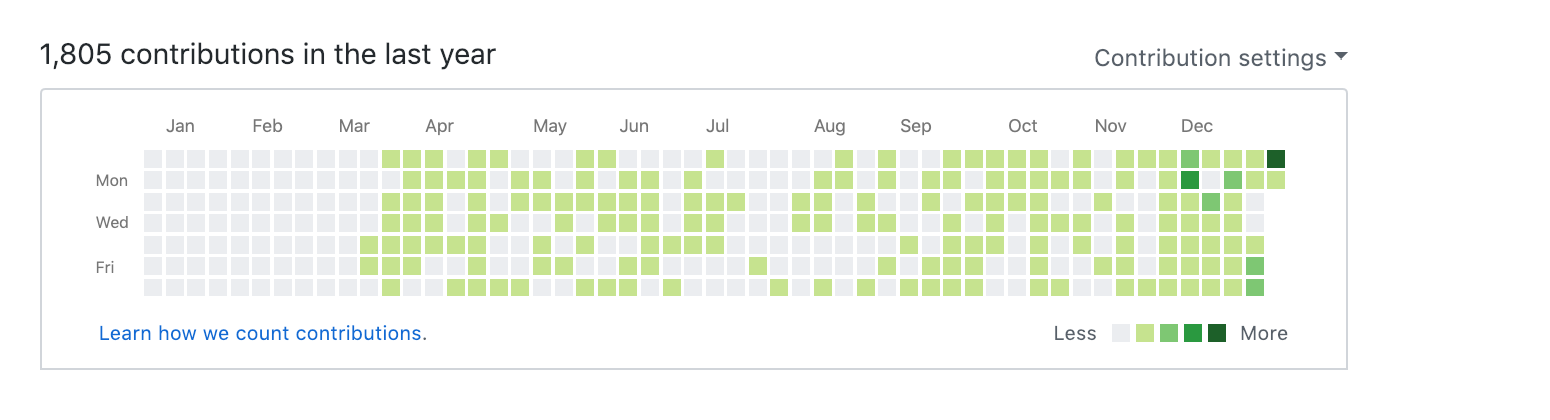 1,805 contributions in the last year
Contribution settings
Jan Feb Mar Apr May Jun Jul Aug Sep Oct Nov Dec
Mon
Wed
Fri
Learn how we count contributions.
Less More